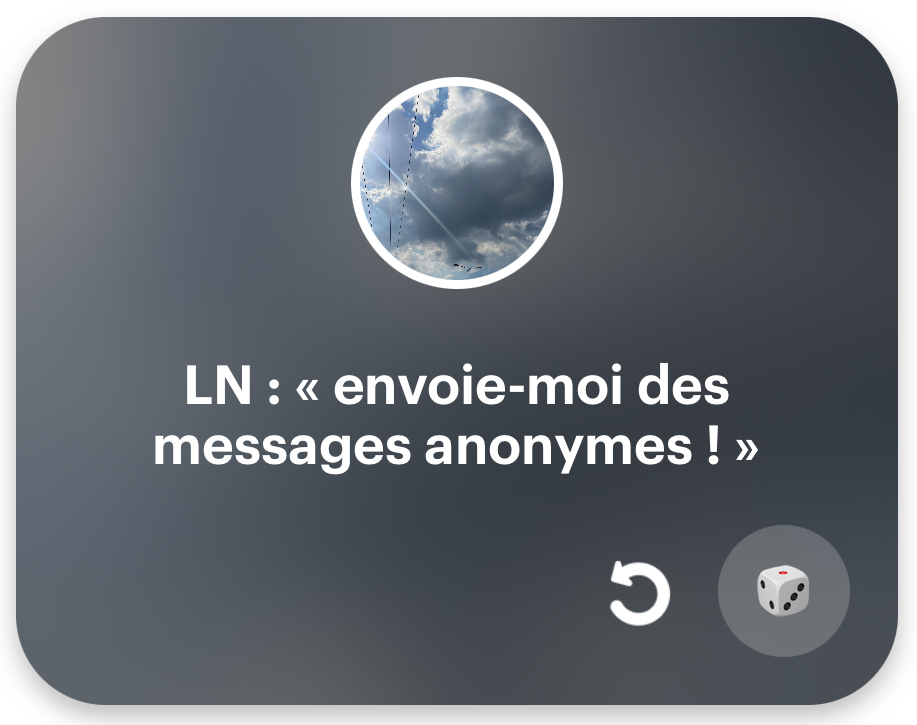 LN : « envoie-moi des
messages anonymes ! »